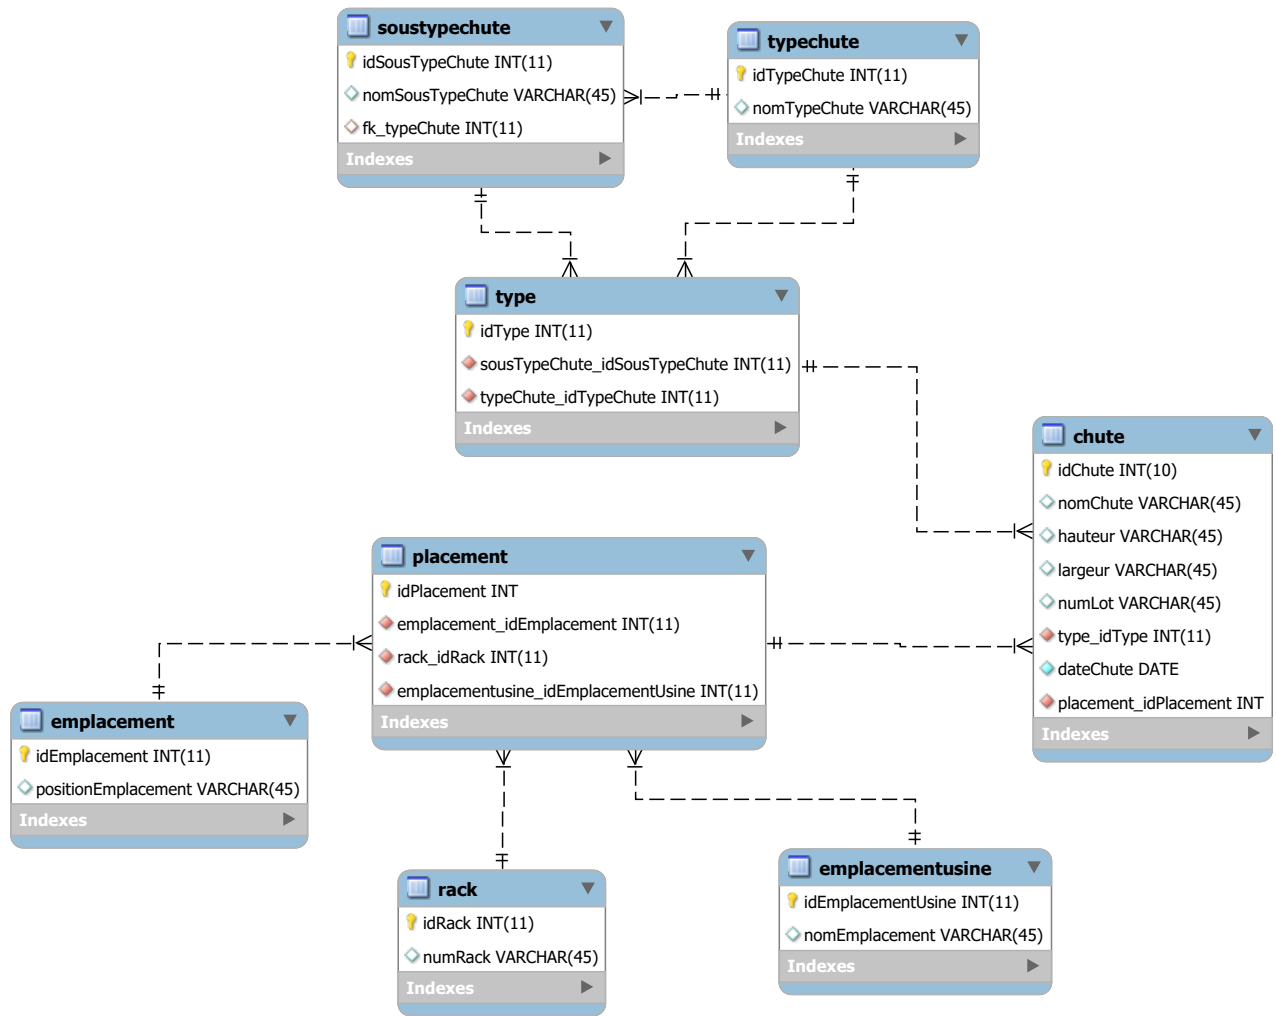 soustypechute
idSousTypeChute INT(11)
nomSousTypeChute VARCHAR(45)
fk_typeChute INT(11)
Indexes
typechute
idTypeChute INT(11)
nomTypeChute VARCHAR(45)
Indexes
type
idType INT(11)
sousTypeChute_idSousTypeChute INT(11)
typeChute_idTypeChute INT(11)
Indexes
chute
idChute INT(10)
nomChute VARCHAR(45)
hauteur VARCHAR(45)
largeur VARCHAR(45)
numLot VARCHAR(45)
type_idType INT(11)
dateChute DATE
placement_idPlacement INT
Indexes
placement
idPlacement INT
emplacement_idEmplacement INT(11)
rack_idRack INT(11)
emplacementusine_idEmplacementUsine INT(11)
Indexes
emplacement
idEmplacement INT(11)
positionEmplacement VARCHAR(45)
Indexes
rack
idRack INT(11)
numRack VARCHAR(45)
Indexes
emplacementusine
idEmplacementUsine INT(11)
nomEmplacement VARCHAR(45)
Indexes